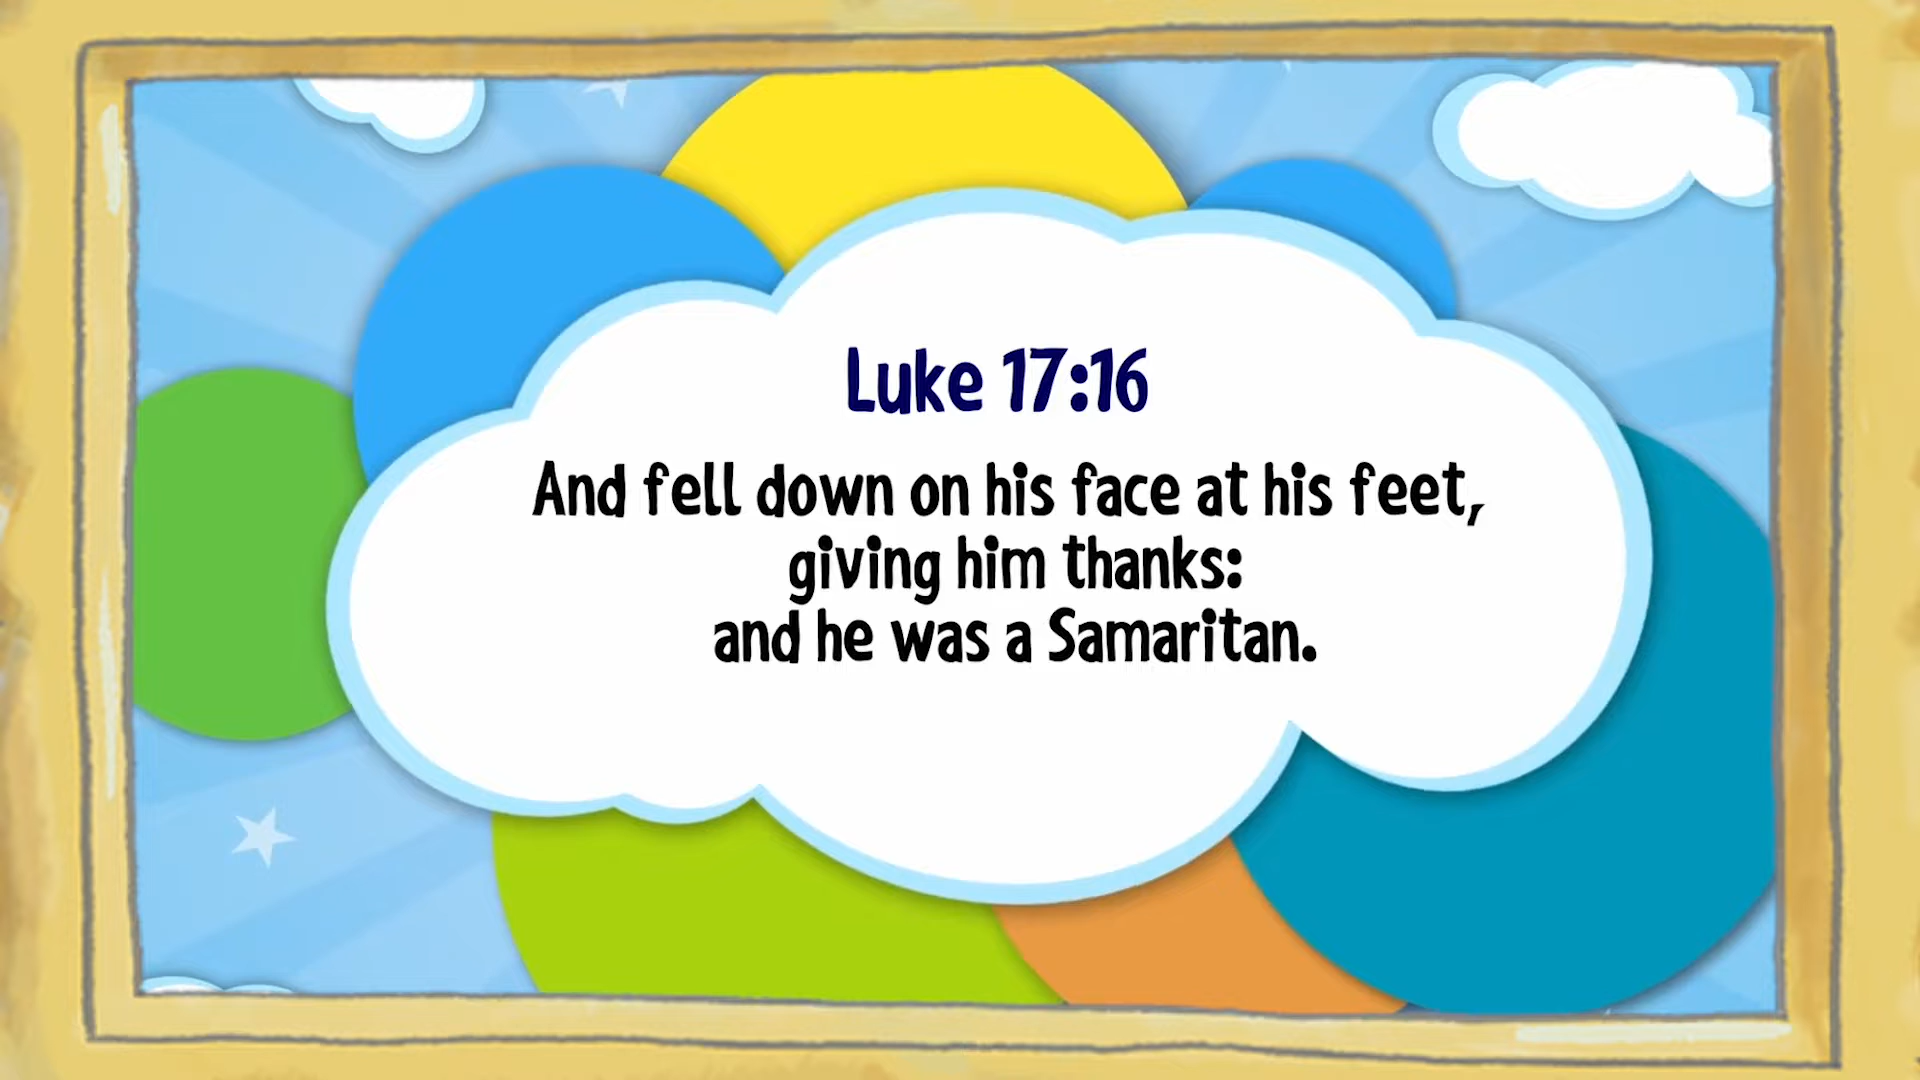 Luke 17:16
And fell down on his face at his feet,
giving him thanks:
and he was a Samaritan.